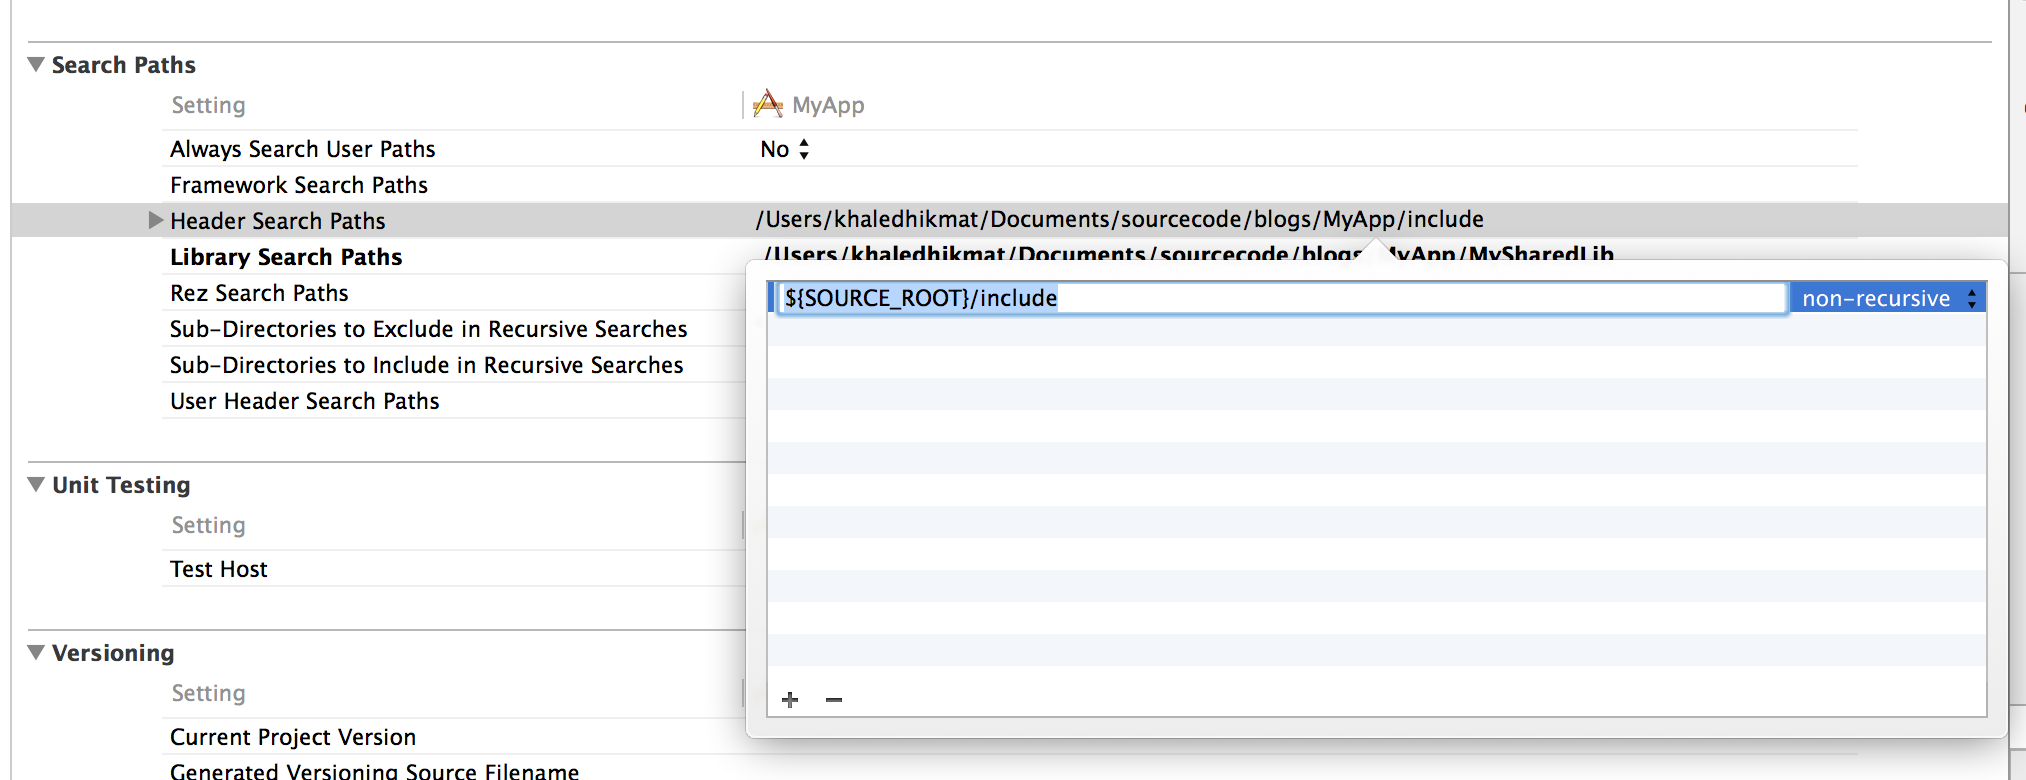 Search Paths
Setting MyApp
Always Search User Paths No
Framework Search Paths
Header Search Paths /Users/khaledhikmat/Documents/sourcecode/blogs/MyApp/include
Library Search Paths /Users/khaledhikmat/Documents/sourcecode/blogs MyApp/MySharedLib
${SOURCE_ROOT}/include non-recursive
Rez Search Paths
Sub-Directories to Exclude in Recursive Searches
Sub-Directories to Include in Recursive Searches
User Header Search Paths
Unit Testing
Setting
Test Host
Versioning
Setting
Current Project Version
Generated Versioning Source Filename